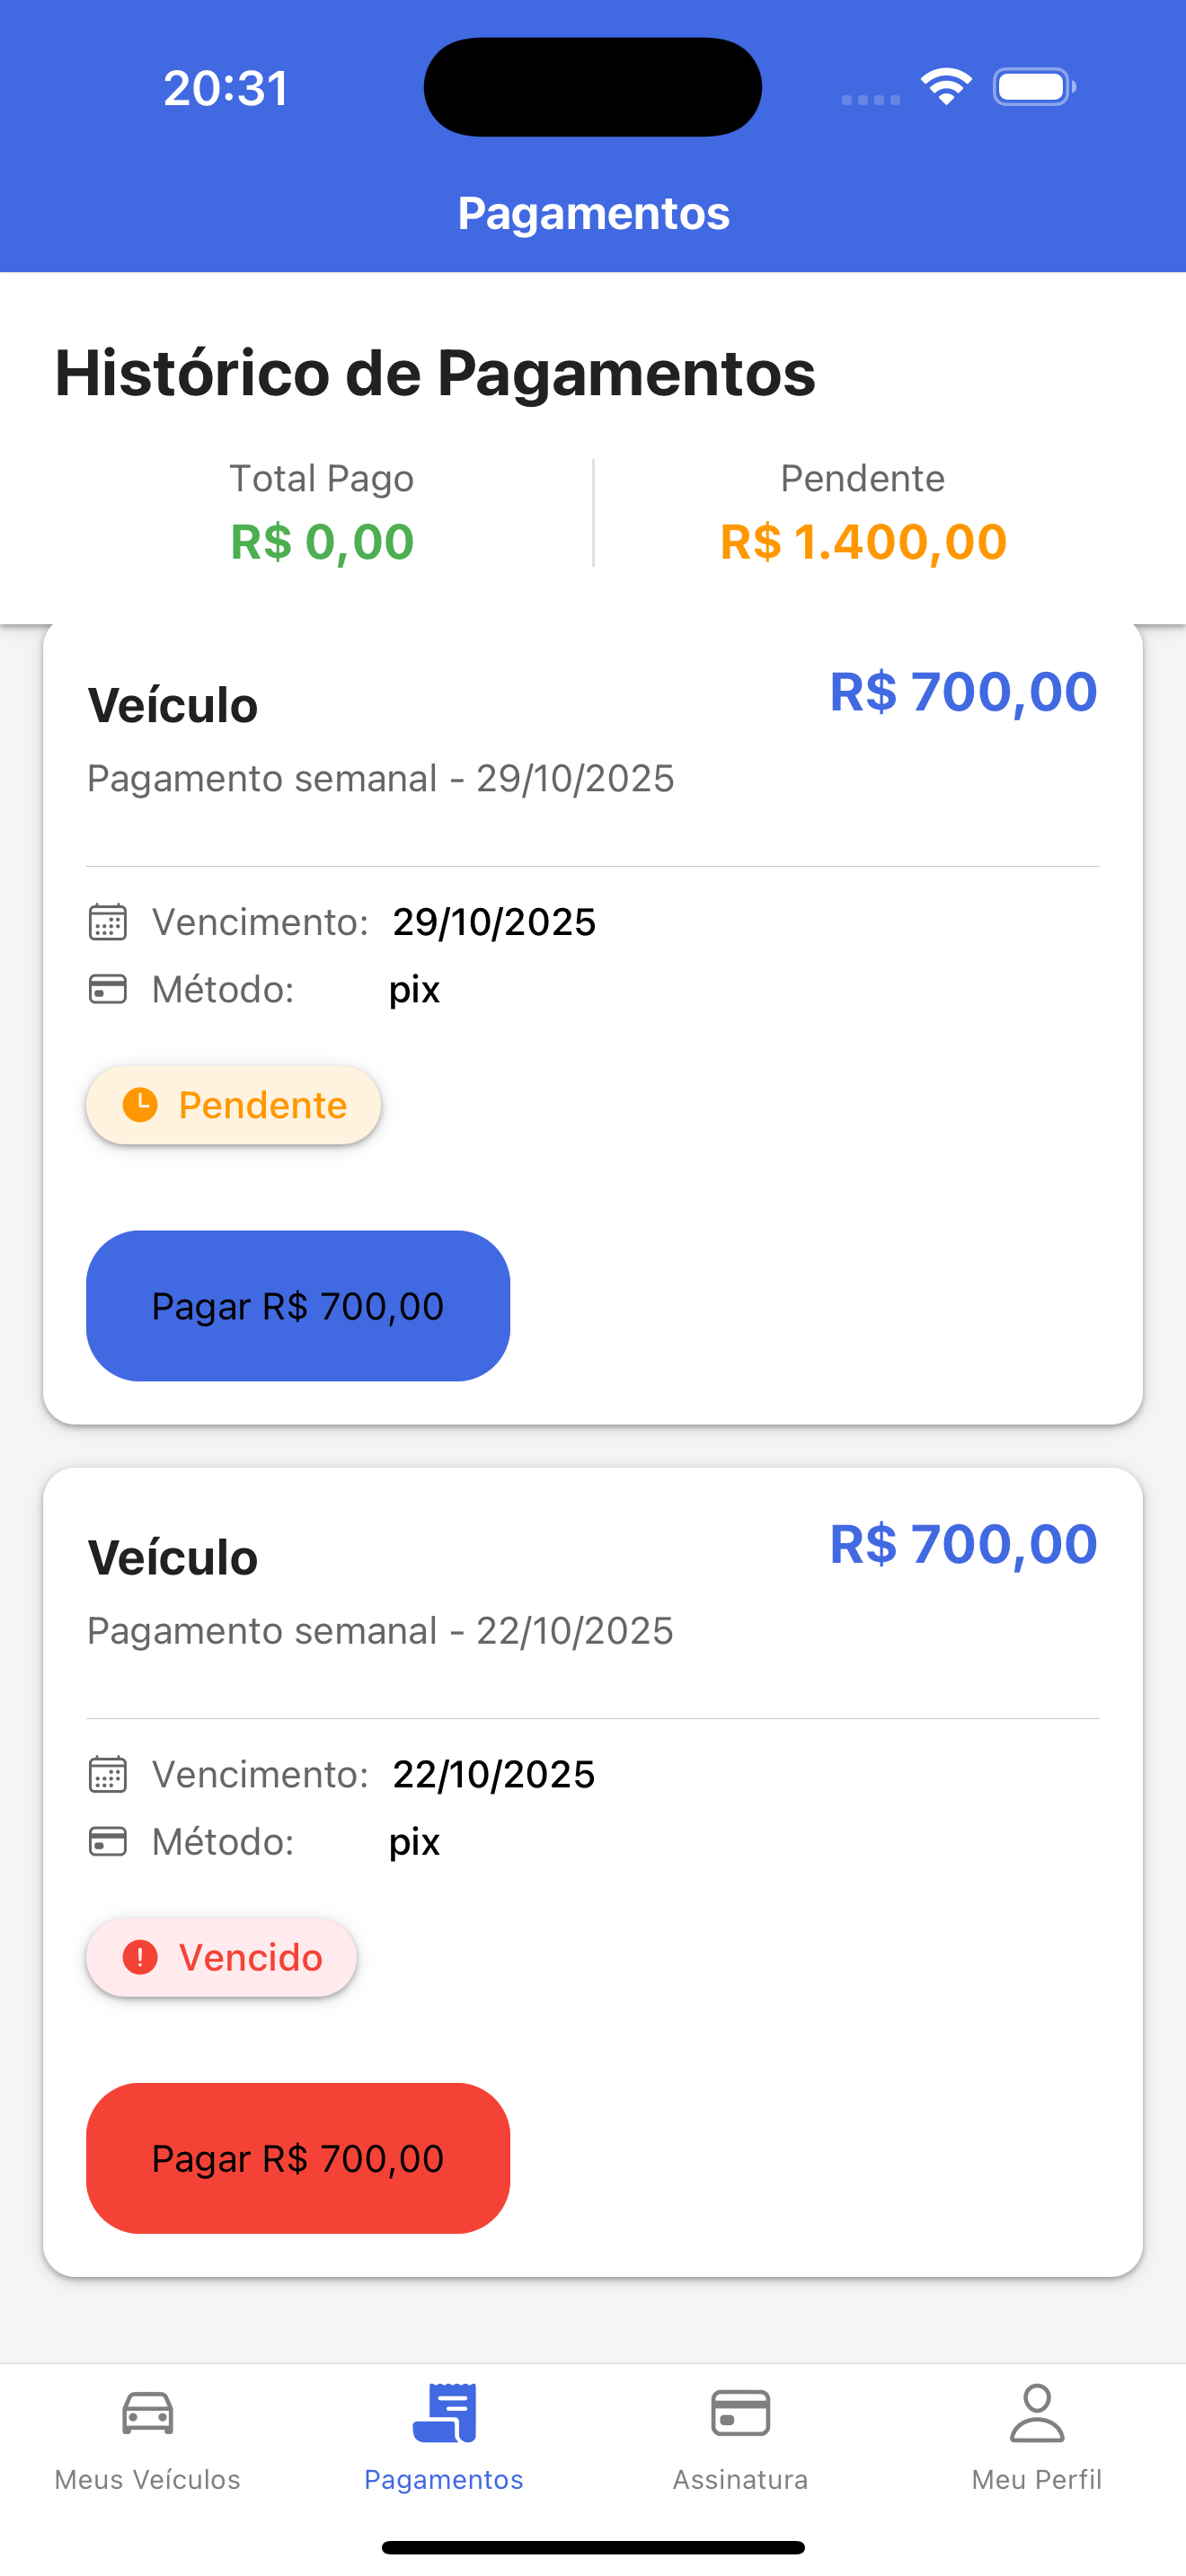 20:31
Pagamentos
Histórico de Pagamentos
Total Pago
R$ 0,00
Pendente
R$ 1.400,00
Veículo
R$ 700,00
Pagamento semanal - 29/10/2025
Vencimento: 29/10/2025
Método: pix
Pendente
Pagar R$ 700,00
Veículo
R$ 700,00
Pagamento semanal - 22/10/2025
Vencimento: 22/10/2025
Método: pix
Vencido
Pagar R$ 700,00
Meus Veículos
Pagamentos
Assinatura
Meu Perfil